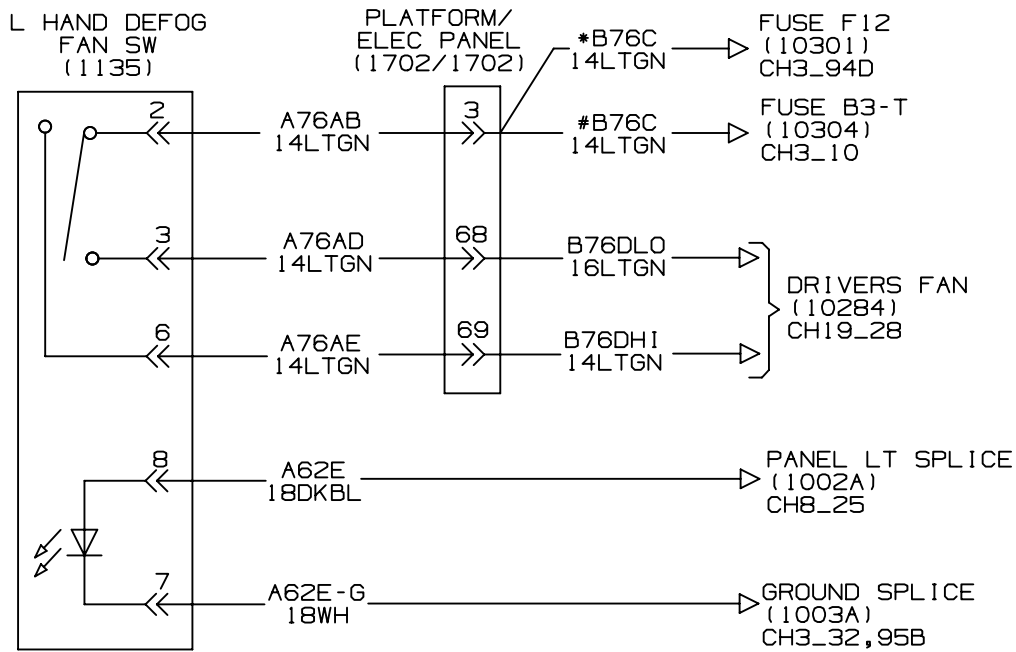 L HAND DEFOG
FAN SW
(1135)
PLATFORM/
ELEC PANEL
(1702/1702)
*B76C
14LTGN
FUSE F12
(10301)
CH3_94D
2
A76AB
14LTGN
3
#B76C
14LTGN
FUSE B3-T
(10304)
CH3_10
3
A76AD
14LTGN
68
B76DLO
16LTGN
DRIVERS FAN
(10284)
CH19_28
6
A76AE
14LTGN
69
B76DHI
14LTGN
8
A62E
18DKBL
PANEL LT SPLICE
(1002A)
CH8_25
7
A62E-G
18WH
GROUND SPLICE
(1003A)
CH3_32,95B